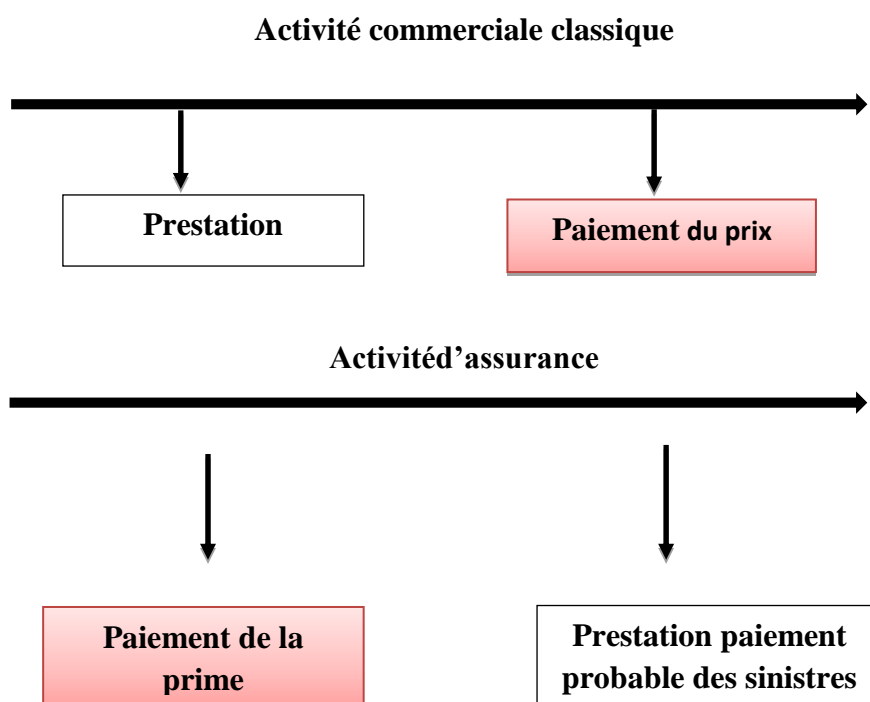 Activité commerciale classique
Prestation
Paiement du prix
Activitéd’assurance
Paiement de la
prime
Prestation paiement
probable des sinistres